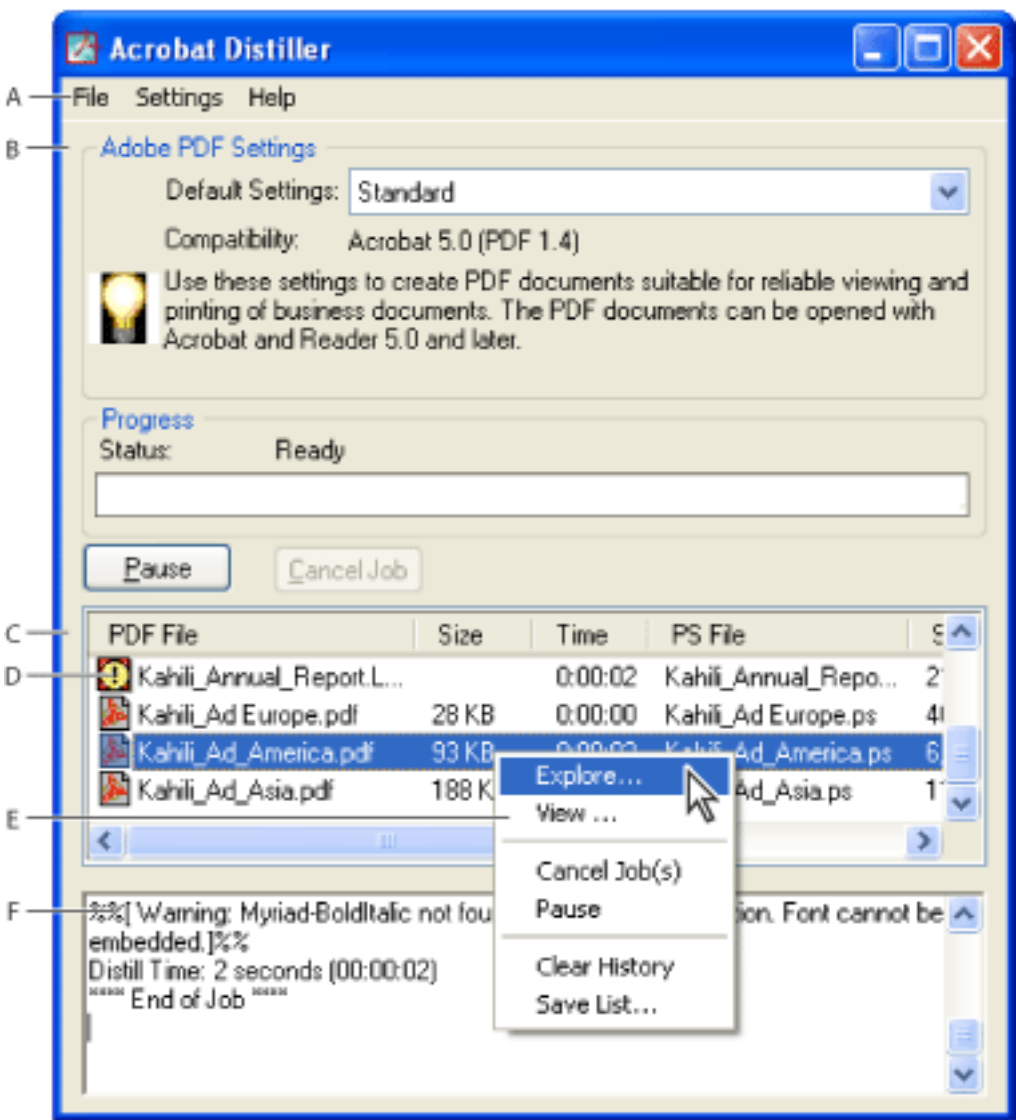 Acrobat Distiller
A
File Settings Help
B
Adobe PDF Settings
Default Settings: Standard
Compatibility: Acrobat 5.0 (PDF 1.4)
Use these settings to create PDF documents suitable for reliable viewing and
printing of business documents. The PDF documents can be opened with
Acrobat and Reader 5.0 and later.
Progress
Status: Ready
Pause Cancel Job
C
PDF File Size Time PS File
D
Kahili_Annual_Report.L... 0:00:02 Kahili_Annual_Repo...
Kahili_Ad Europe.pdf 28 KB 0:00:00 Kahili_Ad Europe.ps
Kahili_Ad_America.pdf 93 KB Kahili_Ad_America.ps
Kahili_Ad_Asia.pdf 188 K Ad_Asia.ps
E
Explore...
View ...
Cancel Job(s)
Pause
Clear History
Save List...
F
%%[ Warning: Myriad-BoldItalic not fou tion. Font cannot be
embedded.]%%
Distill Time: 2 seconds (00:00:02)
**** End of Job ****